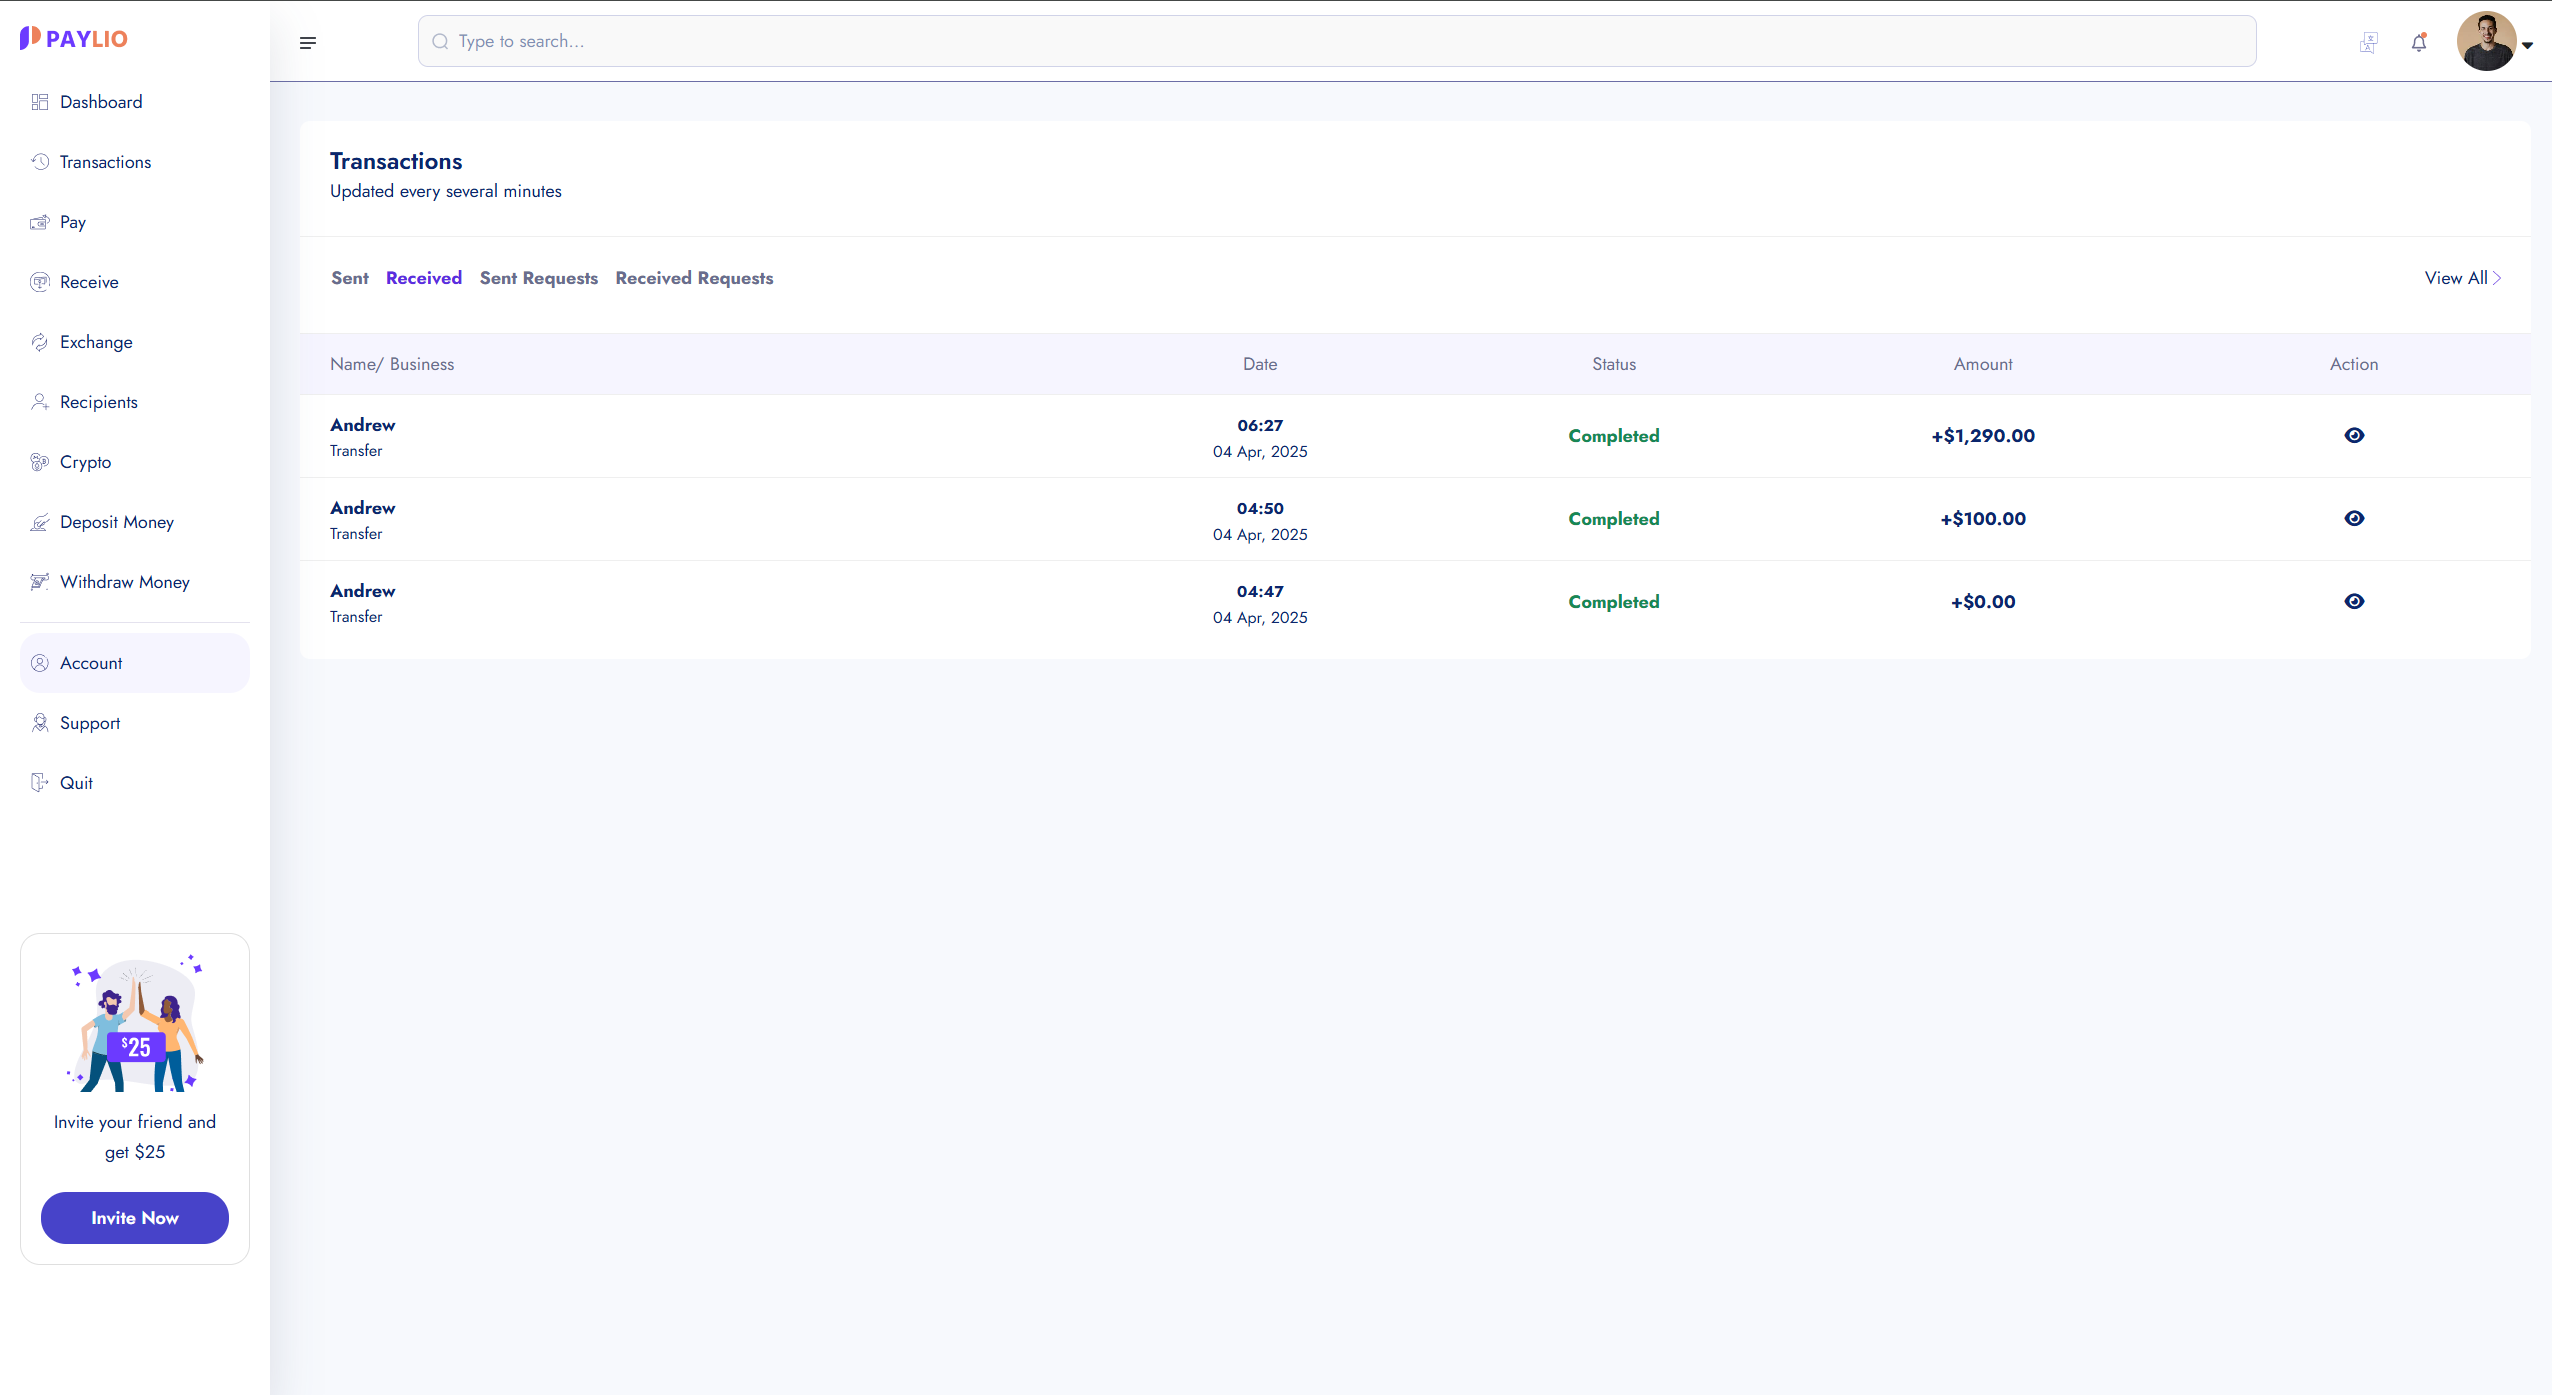 PAYLIO
Type to search...
Dashboard
Transactions
Pay
Receive
Exchange
Recipients
Crypto
Deposit Money
Withdraw Money
Account
Support
Quit
$25
Invite your friend and
get $25
Invite Now
Transactions
Updated every several minutes
Sent Received Sent Requests Received Requests View All
Name/ Business Date Status Amount Action
Andrew 06:27 Completed +$1,290.00
Transfer 04 Apr, 2025
Andrew 04:50 Completed +$100.00
Transfer 04 Apr, 2025
Andrew 04:47 Completed +$0.00
Transfer 04 Apr, 2025